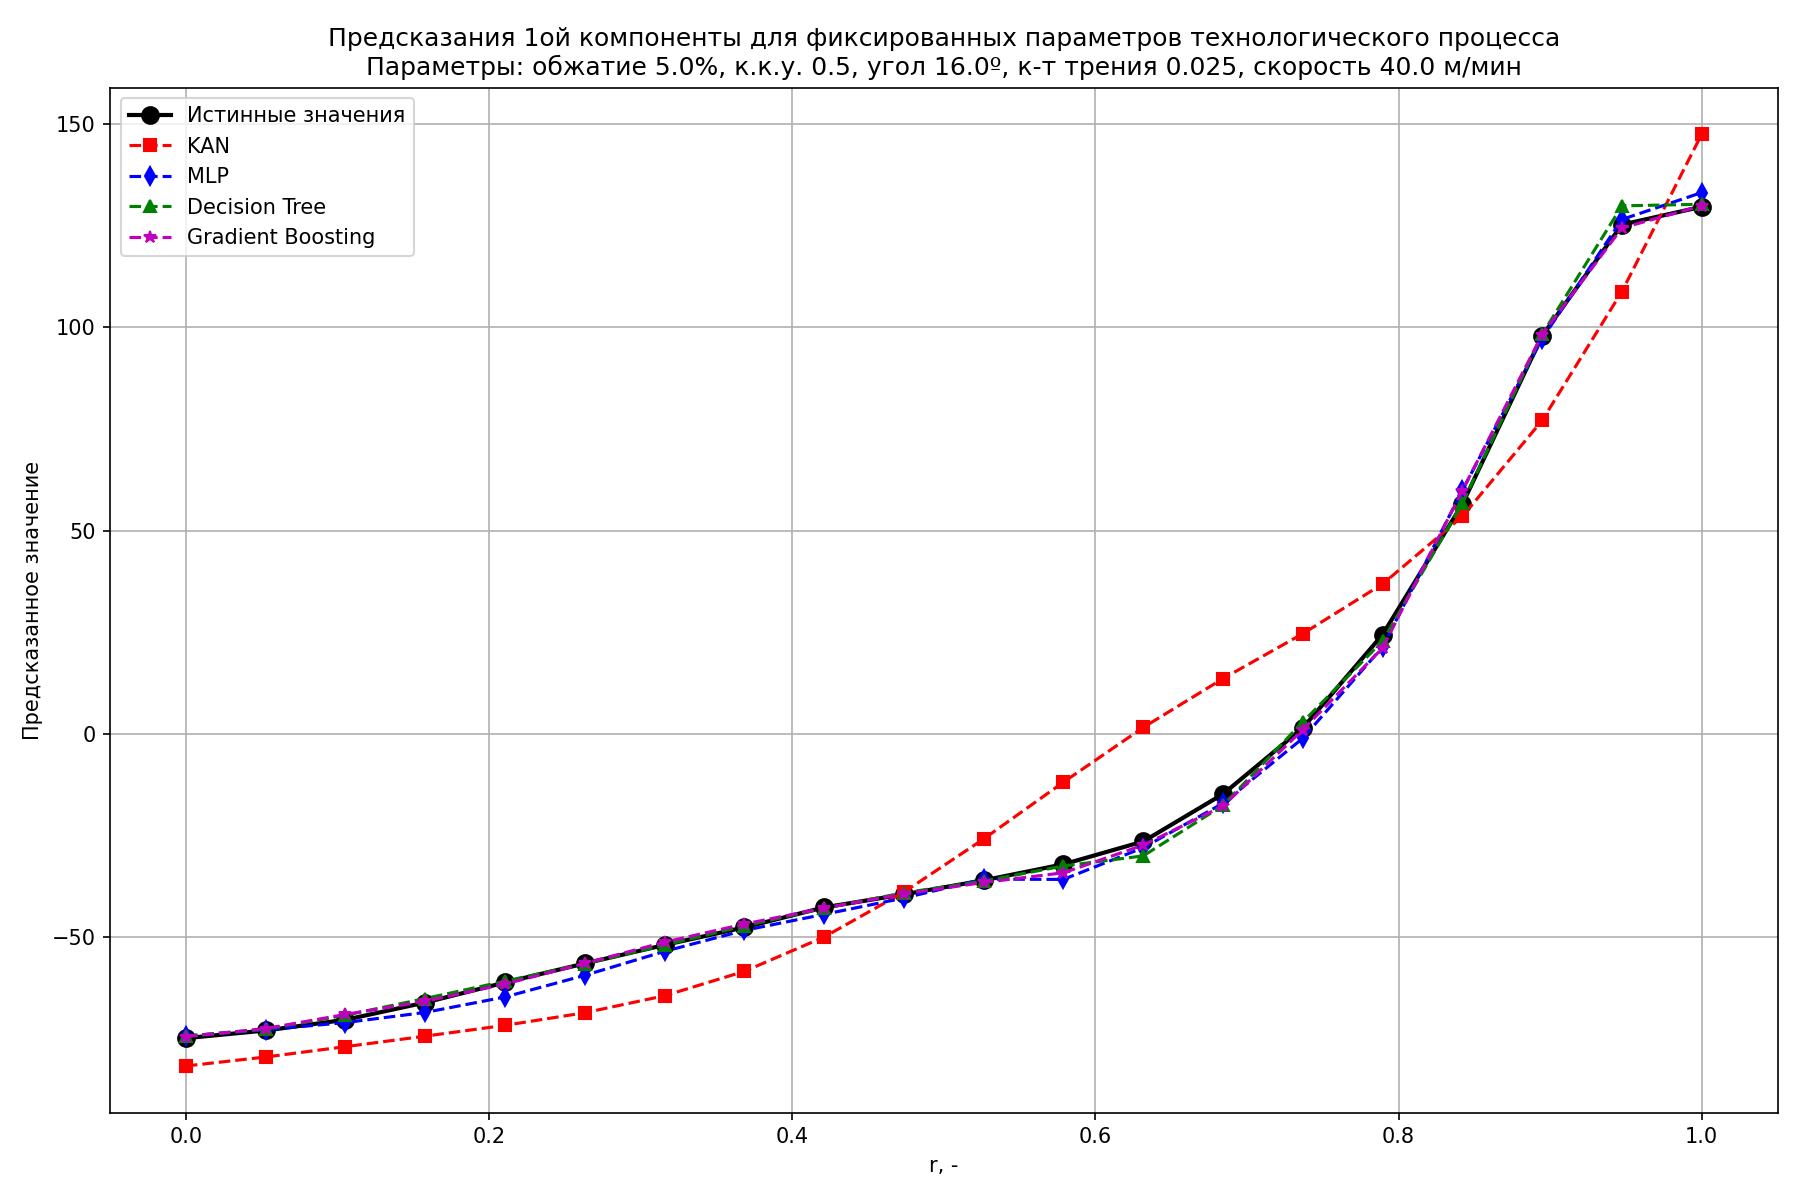 Предсказания 1ой компоненты для фиксированных параметров технологического процесса
Параметры: обжатие 5.0%, к.к.у. 0.5, угол 16.0º, к-т трения 0.025, скорость 40.0 м/мин
Истинные значения
KAN
MLP
Decision Tree
Gradient Boosting
Предсказанное значение
150
100
50
0
−50
0.0
0.2
0.4
0.6
0.8
1.0
r, -